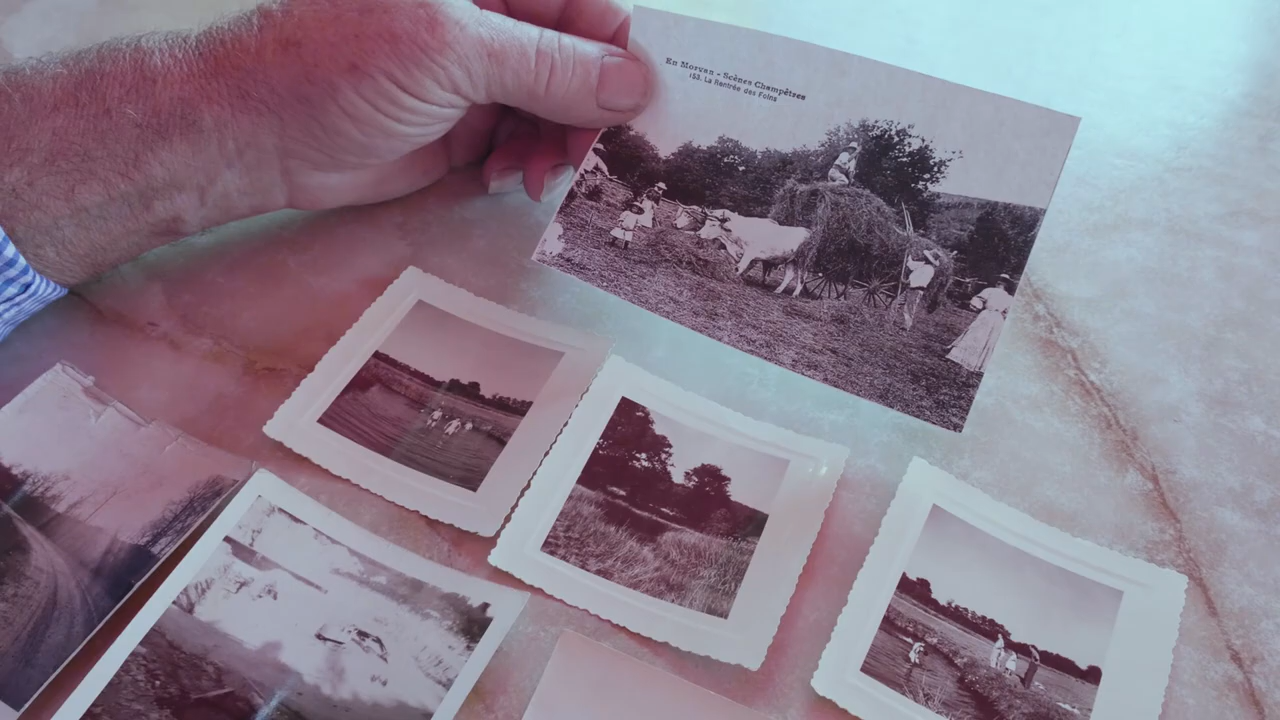 En Morvan - Scènes Champêtres
153. La Rentrée des Foins